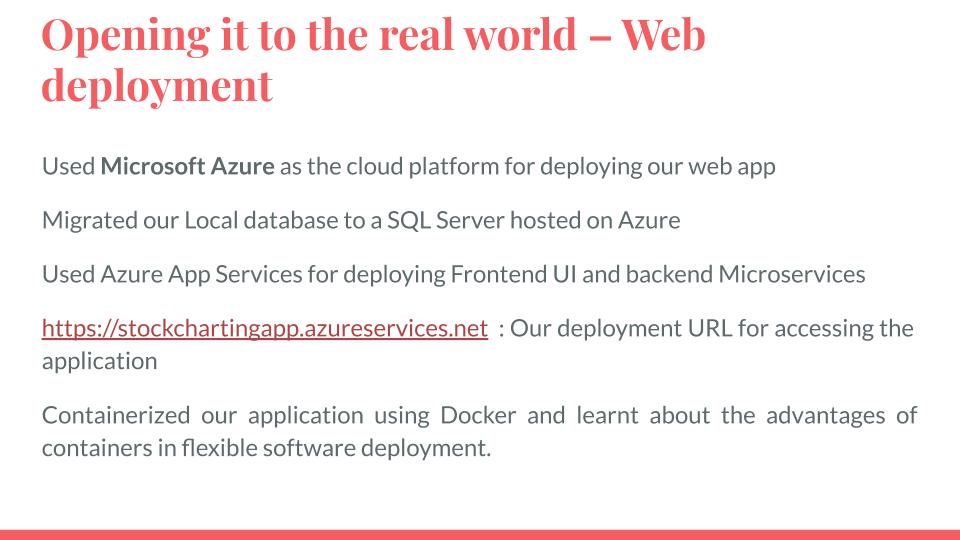 Opening it to the real world – Web
deployment
Used Microsoft Azure as the cloud platform for deploying our web app
Migrated our Local database to a SQL Server hosted on Azure
Used Azure App Services for deploying Frontend UI and backend Microservices
https://stockchartingapp.azureservices.net : Our deployment URL for accessing the
application
Containerized our application using Docker and learnt about the advantages of
containers in flexible software deployment.